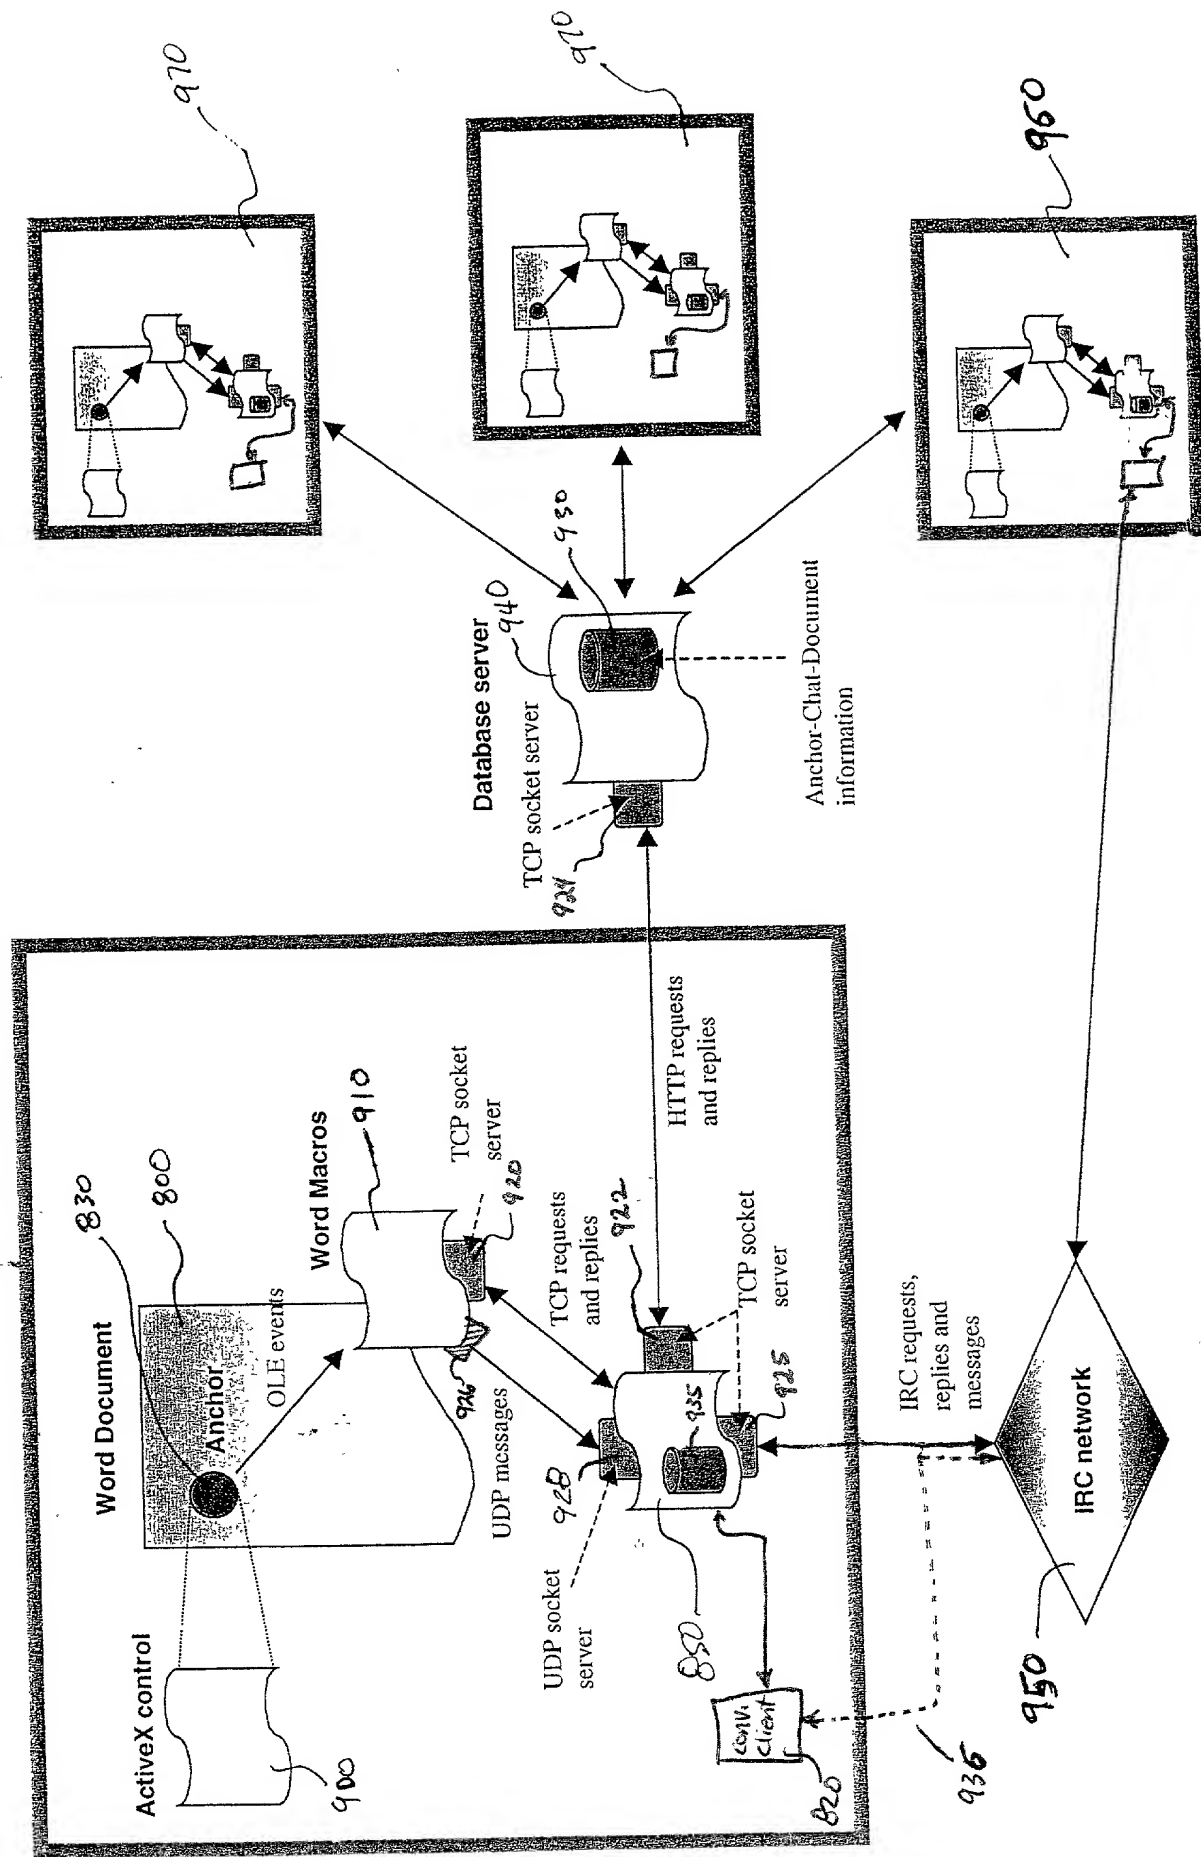 Word Document
830
800
Anchor
OLE events
ActiveX control
900
Word Macros
910
TCP socket
server
920
926
UDP messages
TCP requests
and replies
922
UDP socket
server
928
935
TCP socket
server
925
850
Conv.
Client
820
HTTP requests
and replies
IRC requests,
replies and
messages
936
IRC network
950
Database server
940
TCP socket server
924
930
Anchor-Chat-Document
information
970
970
960